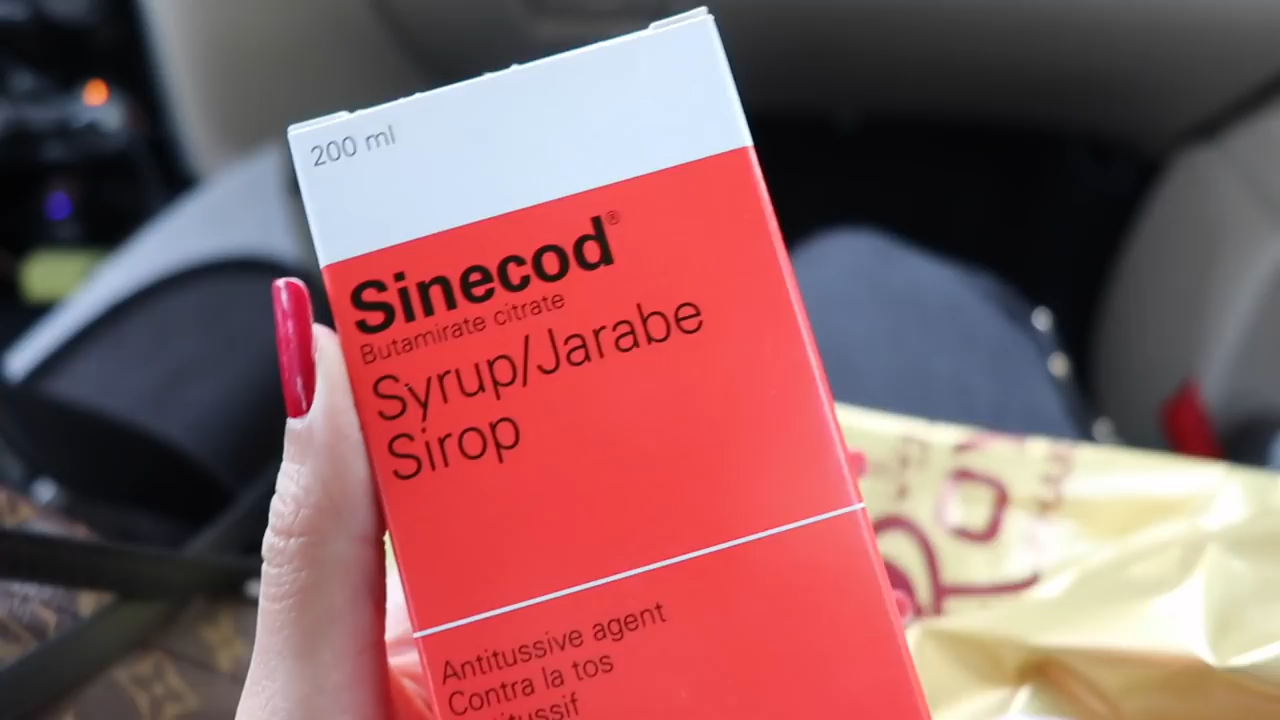 200 ml
Sinecod®
Butamirate citrate
Syrup/Jarabe
Sirop
Antitussive agent
Contra la tos